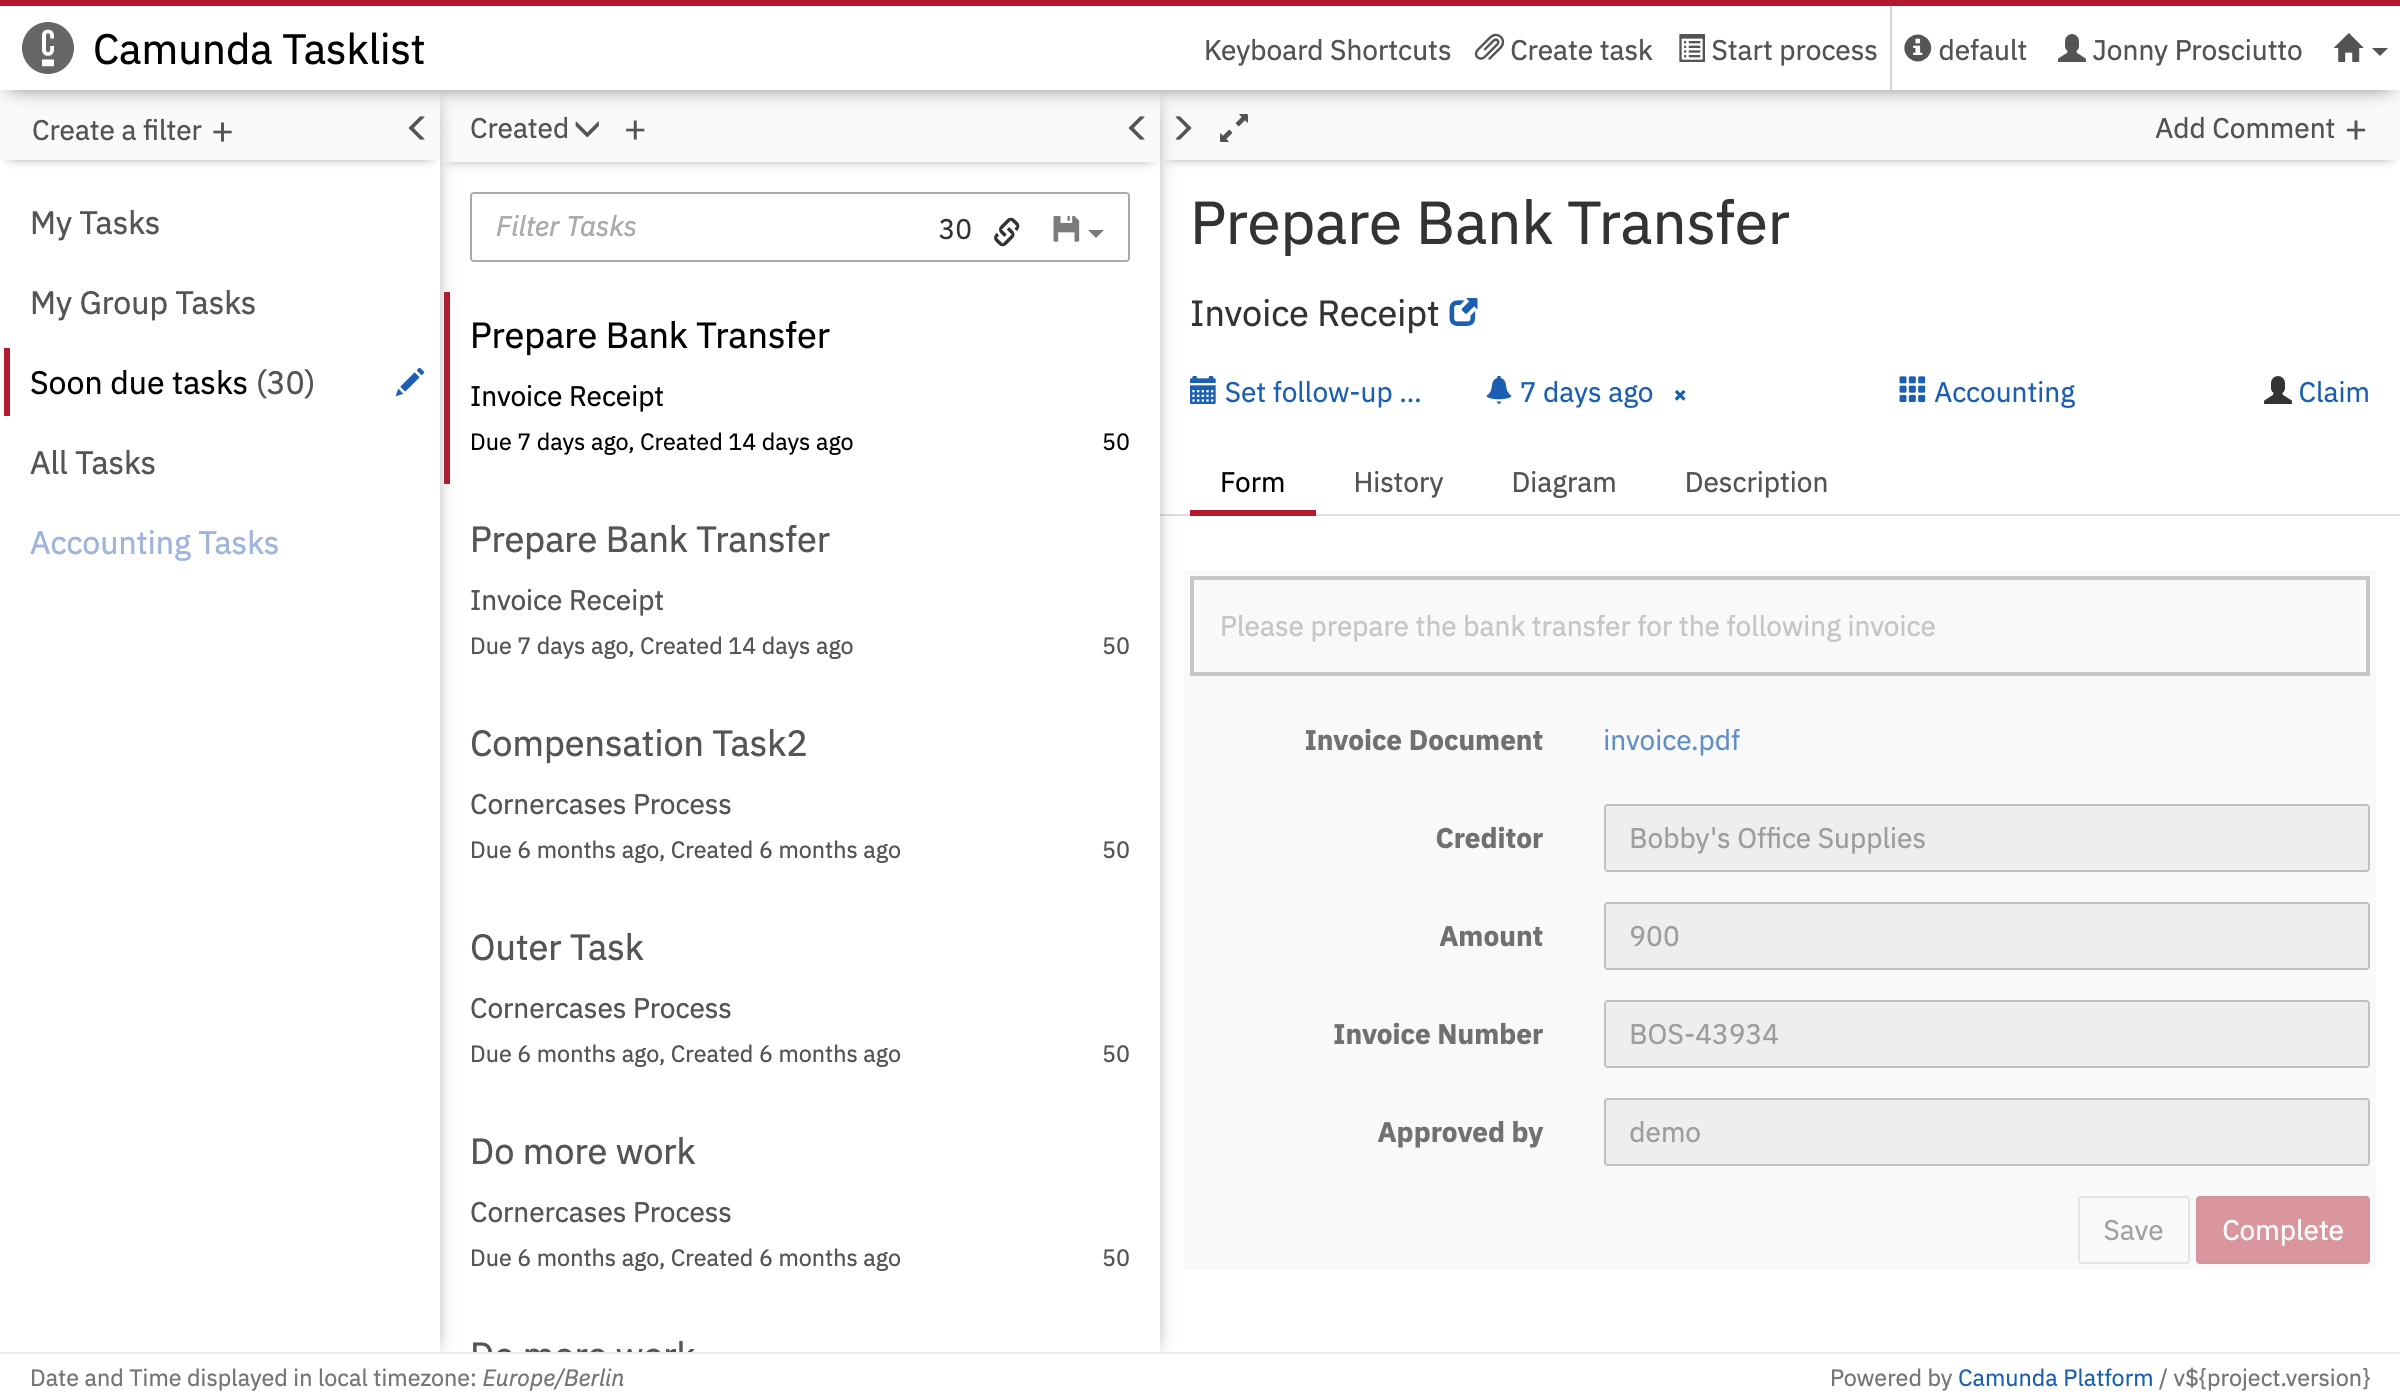 Camunda Tasklist
Keyboard Shortcuts Create task Start process default Jonny Prosciutto
Create a filter +
My Tasks
My Group Tasks
Soon due tasks (30)
All Tasks
Accounting Tasks
Created +
Filter Tasks 30
Prepare Bank Transfer
Invoice Receipt
Due 7 days ago, Created 14 days ago 50
Prepare Bank Transfer
Invoice Receipt
Due 7 days ago, Created 14 days ago 50
Compensation Task2
Cornercases Process
Due 6 months ago, Created 6 months ago 50
Outer Task
Cornercases Process
Due 6 months ago, Created 6 months ago 50
Do more work
Cornercases Process
Due 6 months ago, Created 6 months ago 50
Do more work
Add Comment +
Prepare Bank Transfer
Invoice Receipt
Set follow-up ... 7 days ago × Accounting Claim
Form History Diagram Description
Please prepare the bank transfer for the following invoice
Invoice Document invoice.pdf
Creditor Bobby's Office Supplies
Amount 900
Invoice Number BOS-43934
Approved by demo
Save Complete
Date and Time displayed in local timezone: Europe/Berlin
Powered by Camunda Platform / v${project.version}